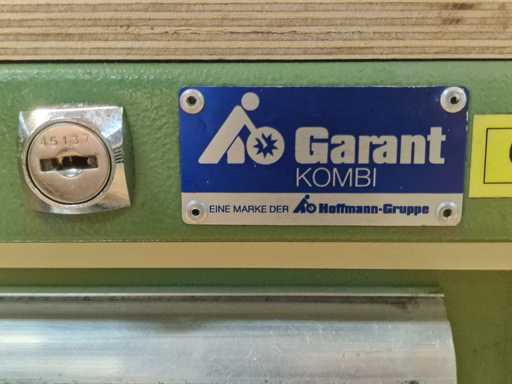 45137
Garant
KOMBI
EINE MARKE DER Hoffmann-Gruppe